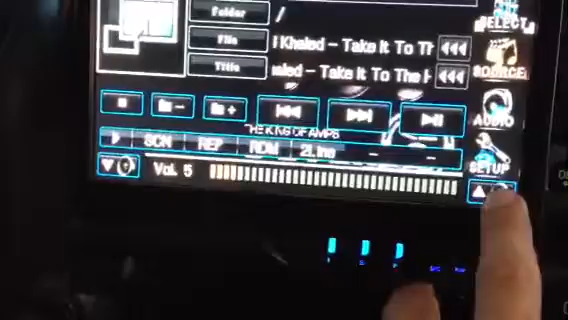 SELECT
Folder
/
File
l Khaled – Take It To Th
SOURCE
Title
aled – Take It To The H
AUDIO
THE KING OF AMPS
SCN
REP
RDM
2Line
SETUP
Vol. 5